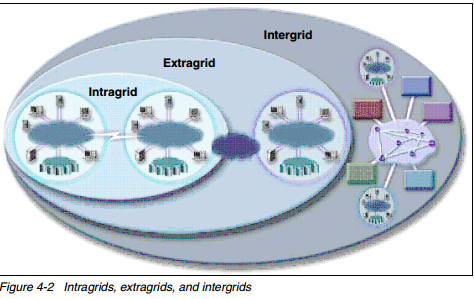 Intergrid
Extragrid
Intragrid
Figure 4-2 Intragrids, extragrids, and intergrids